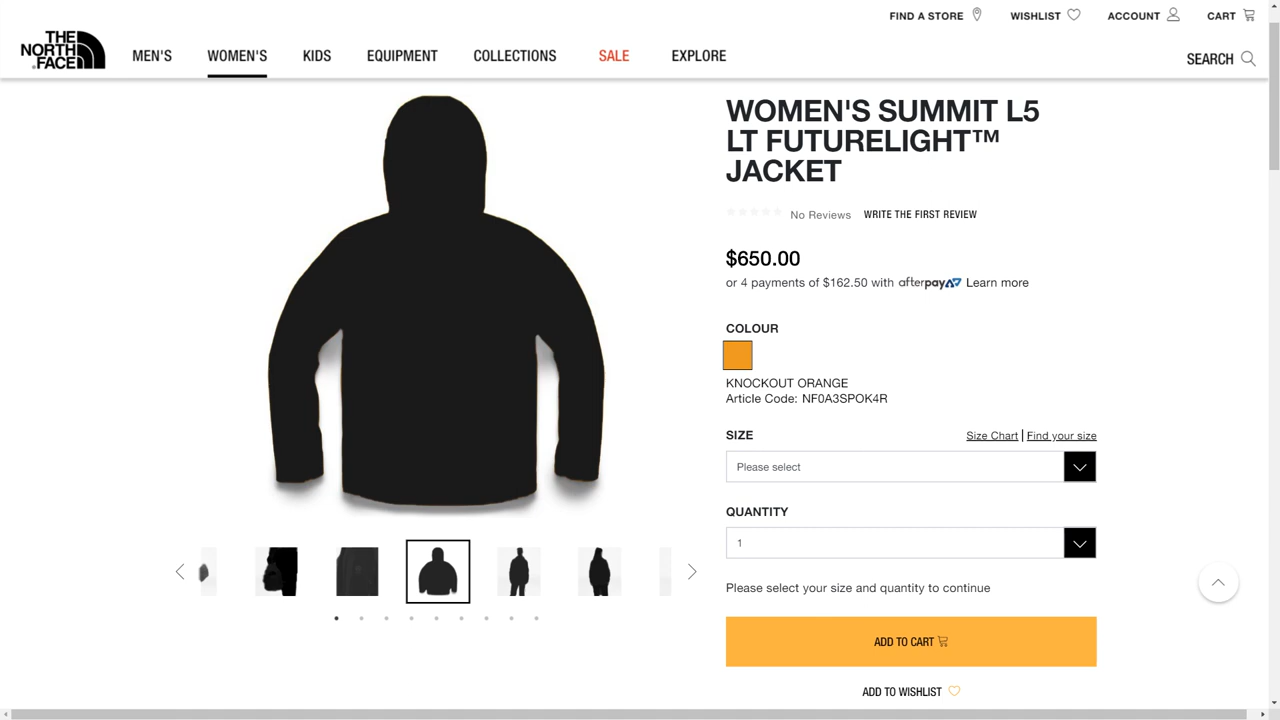 FIND A STORE
WISHLIST
ACCOUNT
CART
THE NORTH FACE
MEN'S
WOMEN'S
KIDS
EQUIPMENT
COLLECTIONS
SALE
EXPLORE
SEARCH
WOMEN'S SUMMIT L5
LT FUTURELIGHT™
JACKET
No Reviews
WRITE THE FIRST REVIEW
$650.00
or 4 payments of $162.50 with afterpay Learn more
COLOUR
KNOCKOUT ORANGE
Article Code: NF0A3SPOK4R
SIZE
Size Chart | Find your size
Please select
QUANTITY
1
Please select your size and quantity to continue
ADD TO CART
ADD TO WISHLIST